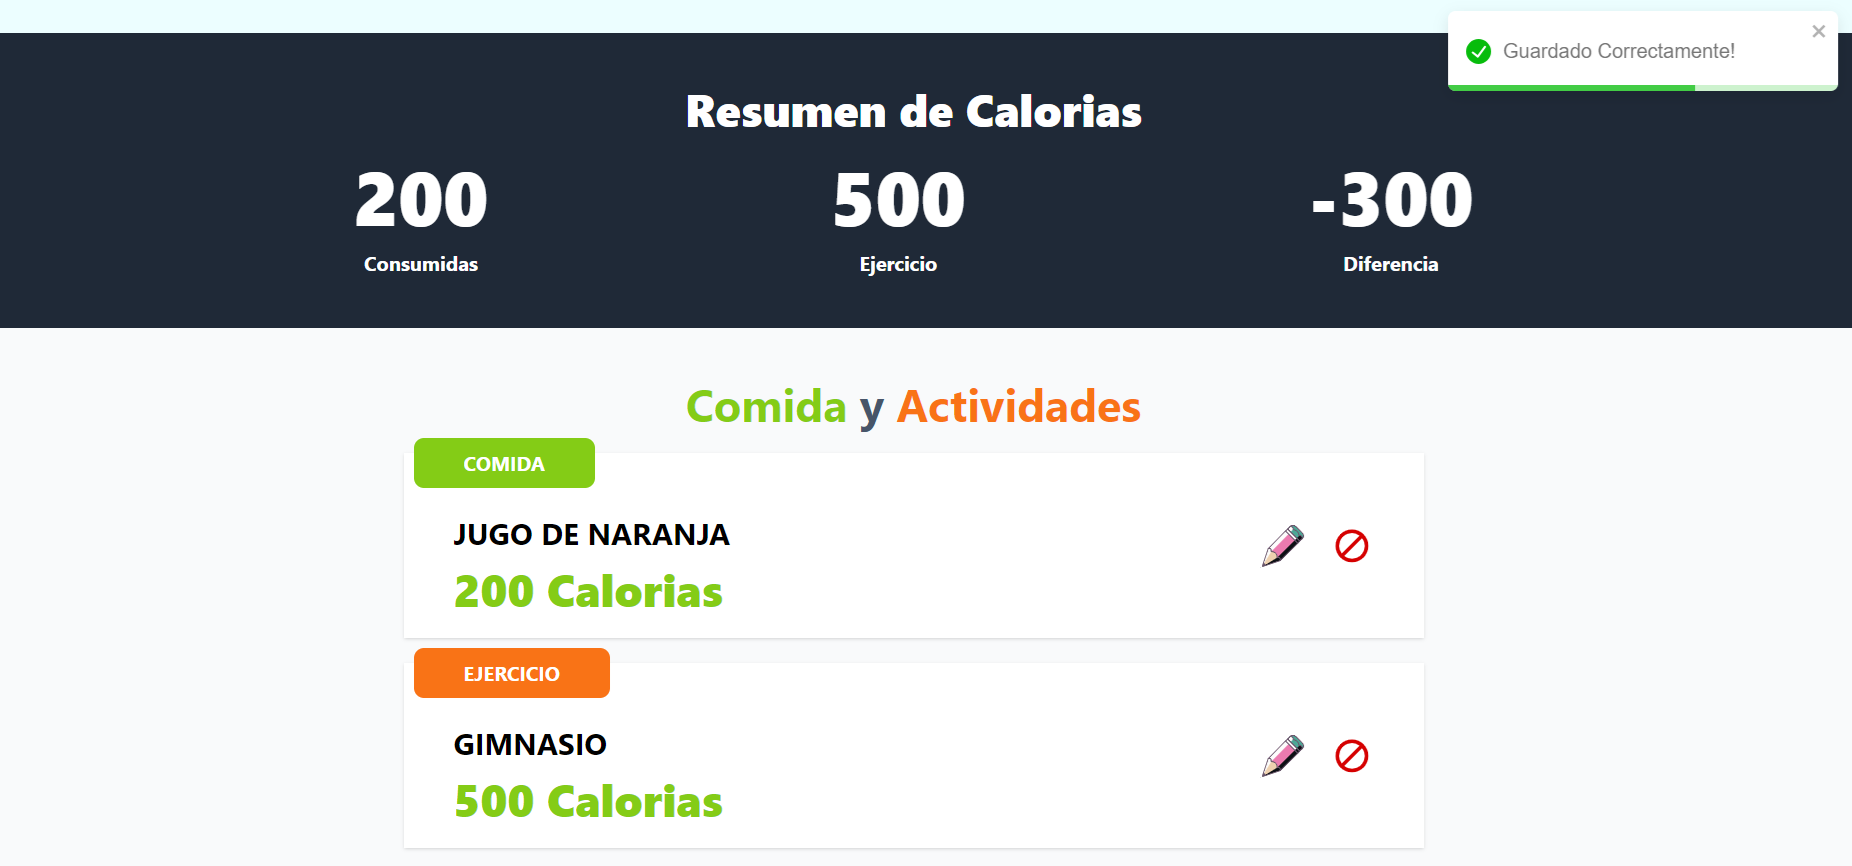 Guardado Correctamente!
Resumen de Calorias
200
500
-300
Consumidas
Ejercicio
Diferencia
Comida y Actividades
COMIDA
JUGO DE NARANJA
200 Calorias
EJERCICIO
GIMNASIO
500 Calorias